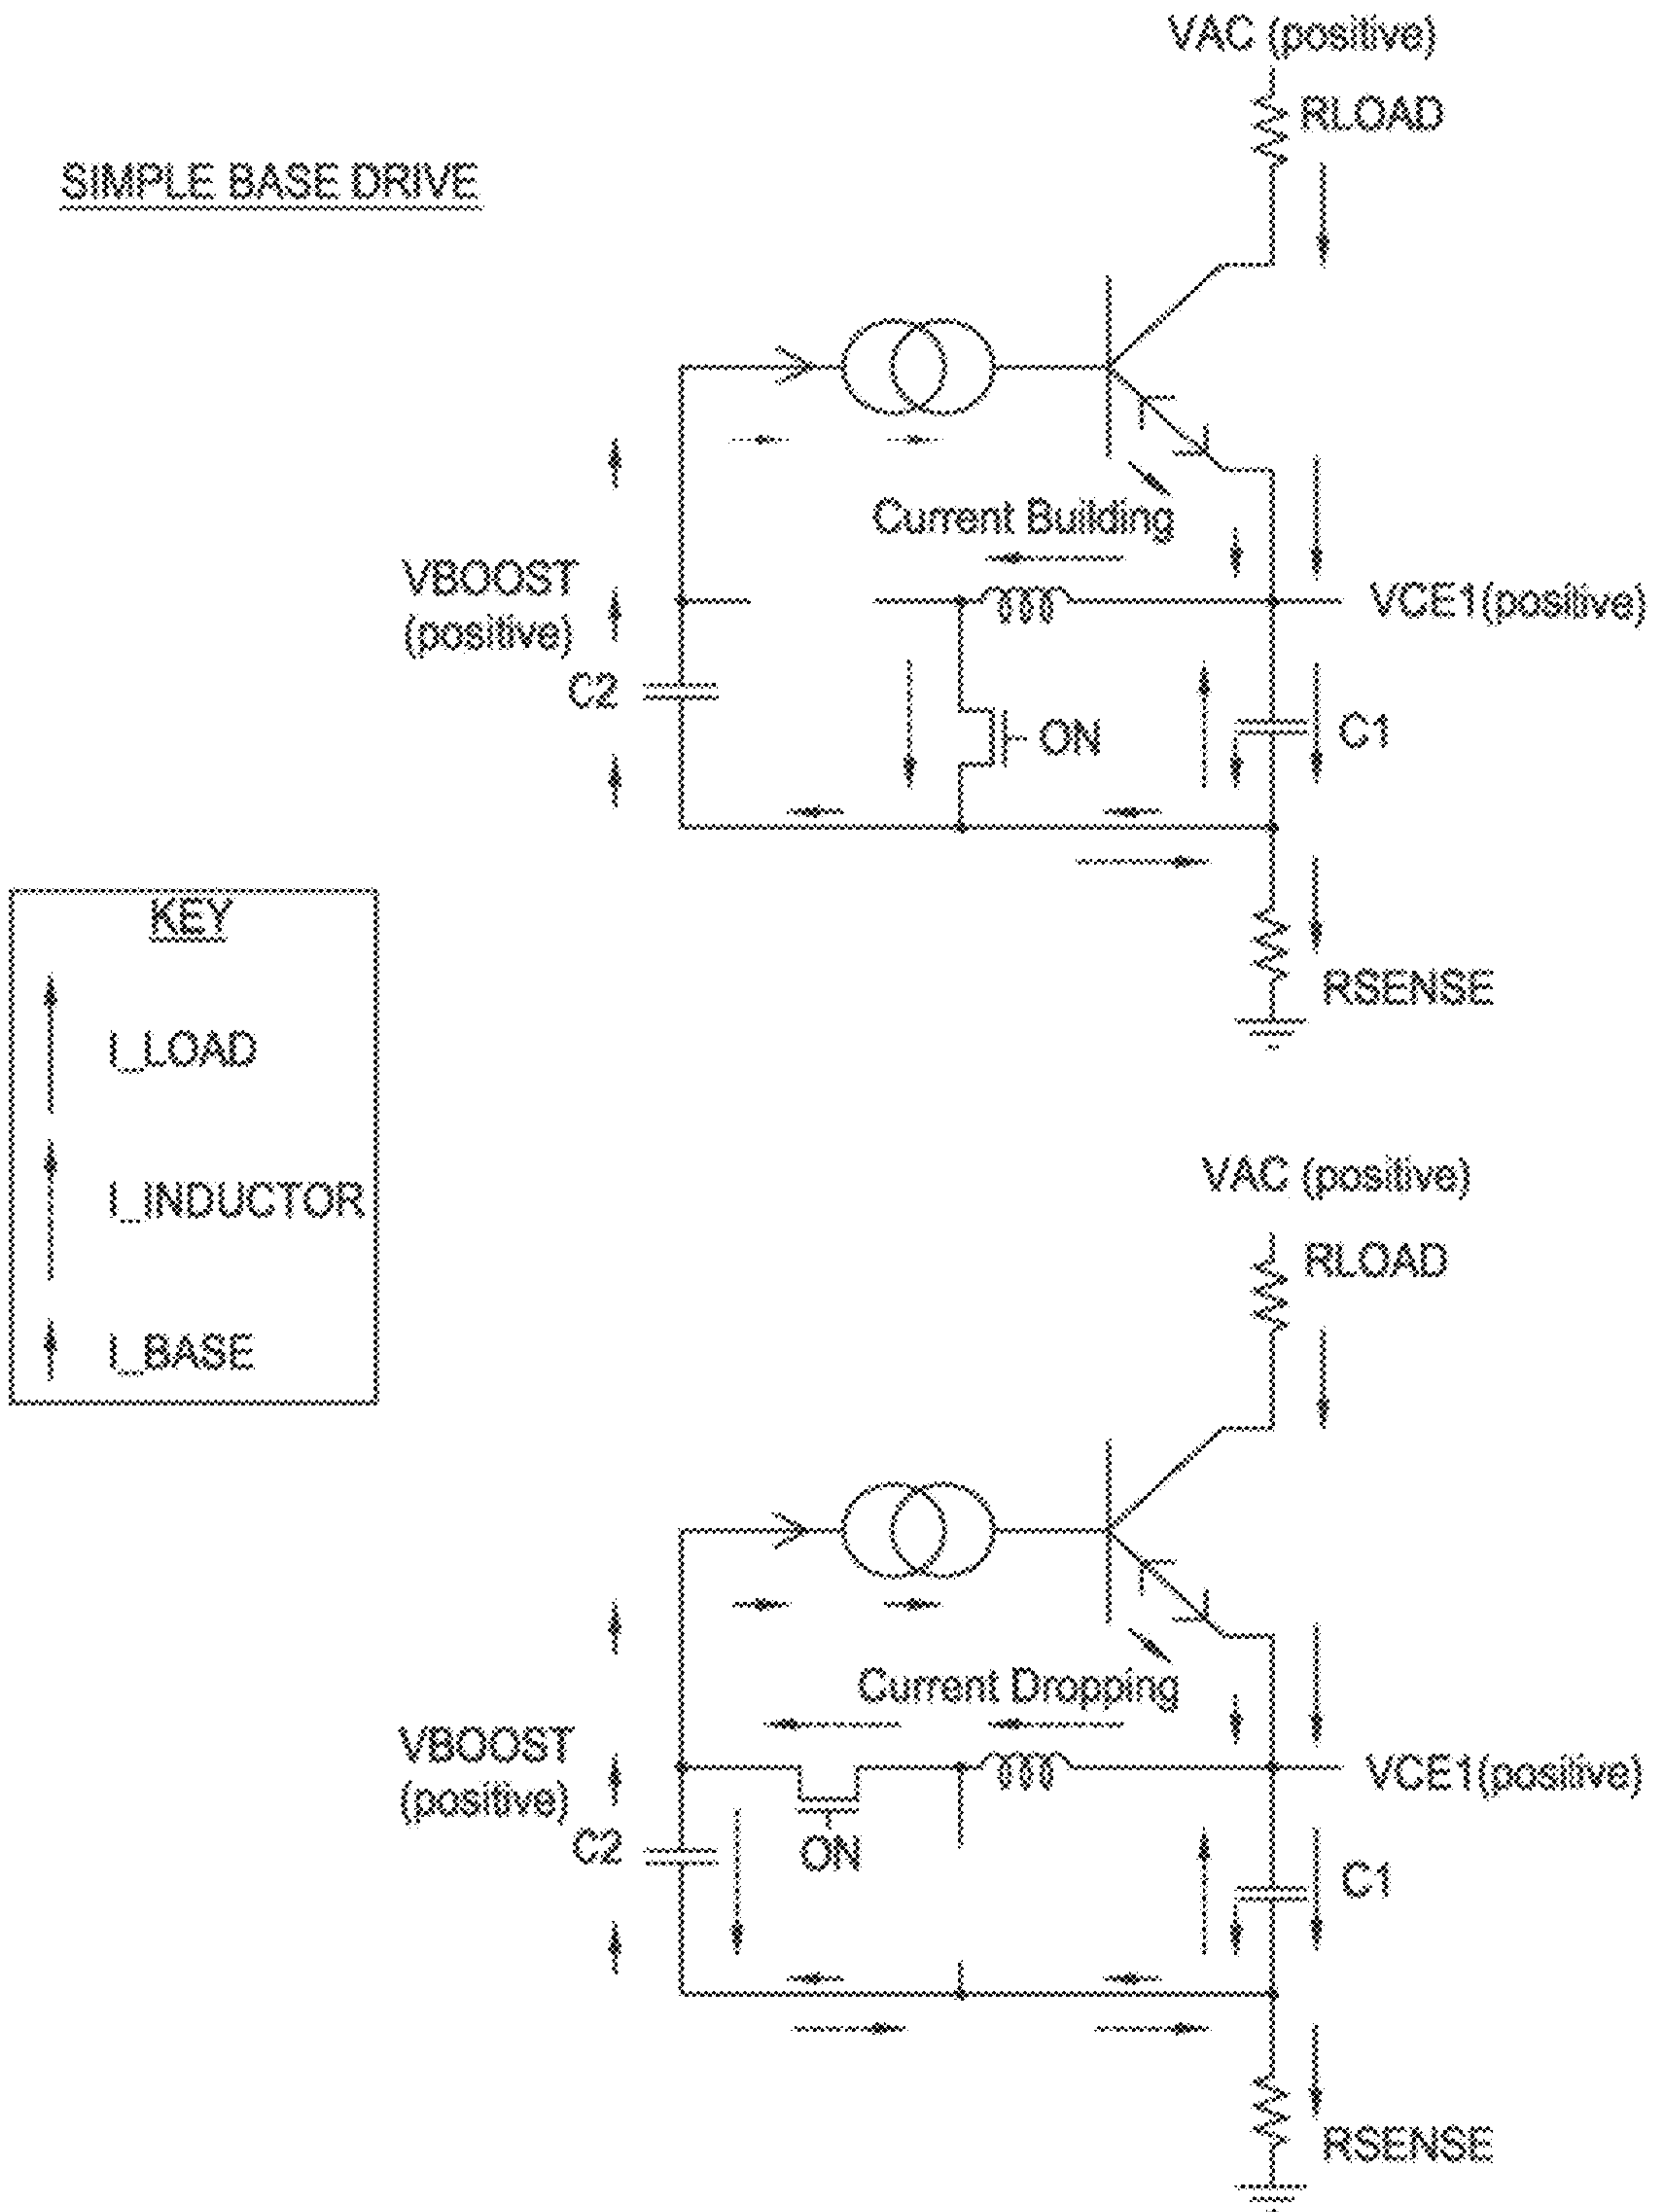 VAC (positive)
RLOAD
SIMPLE BASE DRIVE
Current Building
VBOOST
(positive)
VCE1(positive)
C2
ON
C1
RSENSE
KEY
I_LOAD
I_INDUCTOR
I_BASE
VAC (positive)
RLOAD
Current Dropping
VBOOST
(positive)
VCE1(positive)
C2
ON
C1
RSENSE